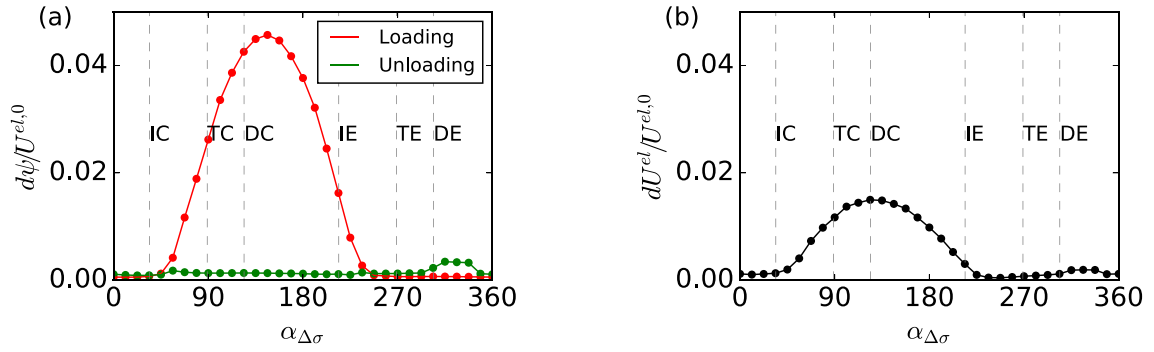 (a)
Loading
Unloading
dψ/U^{el,0}
0.04
0.02
0.00
IC
TC
DC
IE
TE
DE
0
90
180
270
360
α_{Δσ}
(b)
dU^{el}/U^{el,0}
0.04
0.02
0.00
IC
TC
DC
IE
TE
DE
0
90
180
270
360
α_{Δσ}